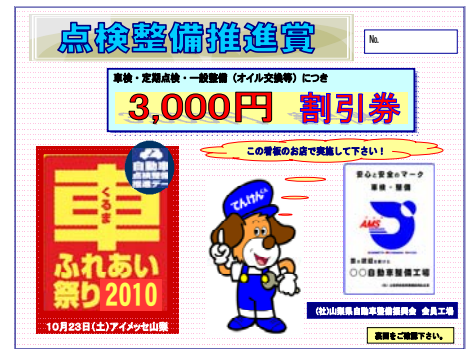 点検整備推進賞
No.
車検・定期点検・一般整備（オイル交換等）につき
3,000円 割引券
この看板のお店で実施して下さい！
自動車
点検整備
推進デー
車
くるま
ふれあい
祭り2010
10月23日(土)アイメッセ山梨
てんけんくん
安心と安全のマーク
車検・整備
AMS
〇〇自動車整備工場
(社)山梨県自動車整備振興会 会員工場
裏面をご確認下さい。